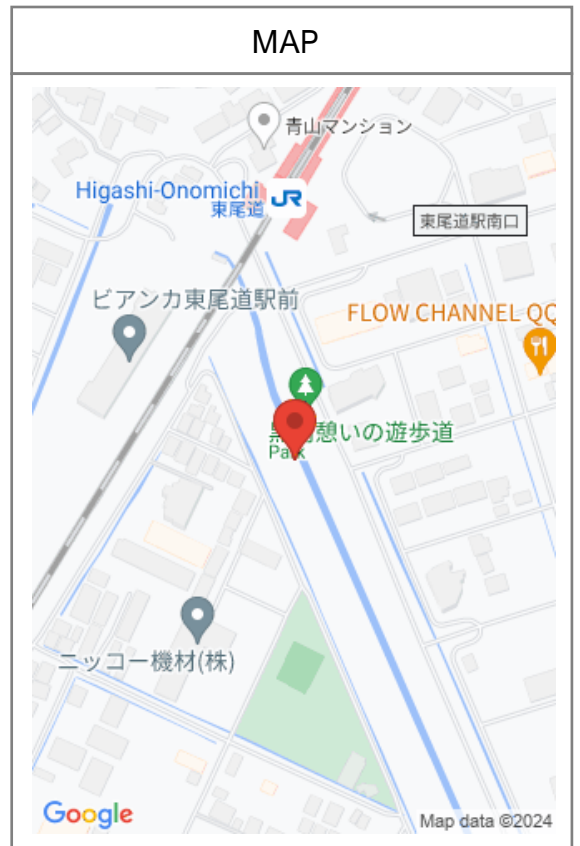 MAP
青山マンション
Higashi-Onomichi
東尾道
JR
東尾道駅南口
ビアンカ東尾道駅前
FLOW CHANNEL QQ
憩いの遊歩道
Park
ニッコー機材(株)
Google
Map data ©2024